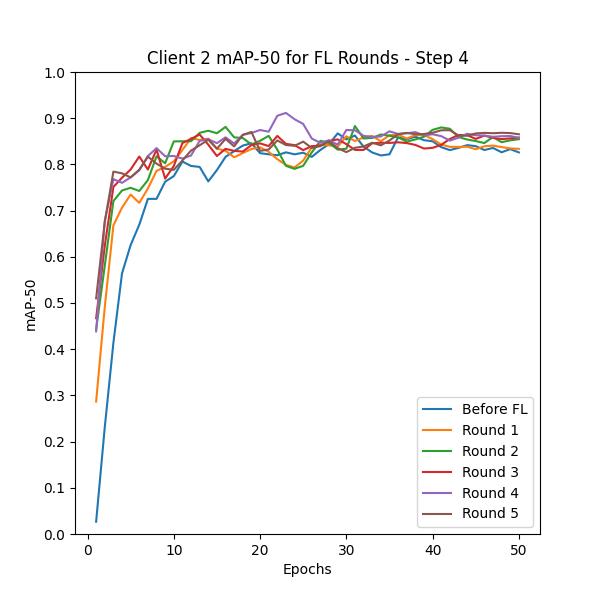 Client 2 mAP-50 for FL Rounds - Step 4
1.0
0.9
0.8
0.7
0.6
0.5
0.4
0.3
0.2
0.1
0.0
mAP-50
Before FL
Round 1
Round 2
Round 3
Round 4
Round 5
0 10 20 30 40 50
Epochs